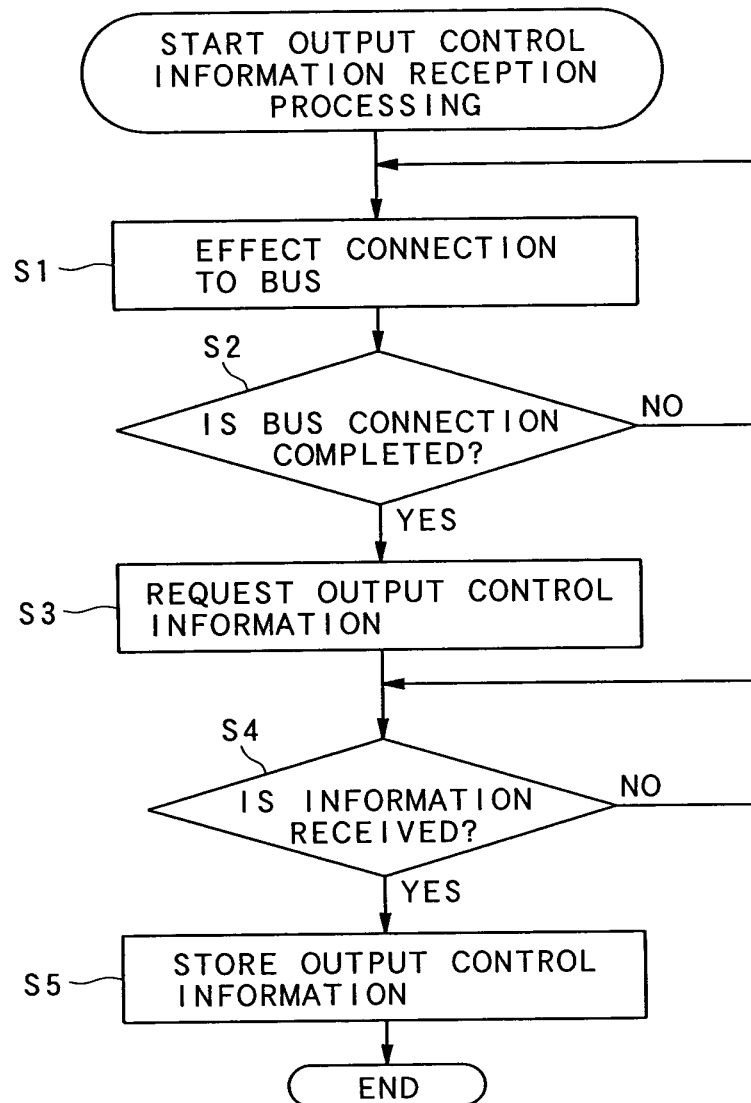 START OUTPUT CONTROL
INFORMATION RECEPTION
PROCESSING
S1
EFFECT CONNECTION
TO BUS
S2
IS BUS CONNECTION
COMPLETED?
NO
YES
S3
REQUEST OUTPUT CONTROL
INFORMATION
S4
IS INFORMATION
RECEIVED?
NO
YES
S5
STORE OUTPUT CONTROL
INFORMATION
END